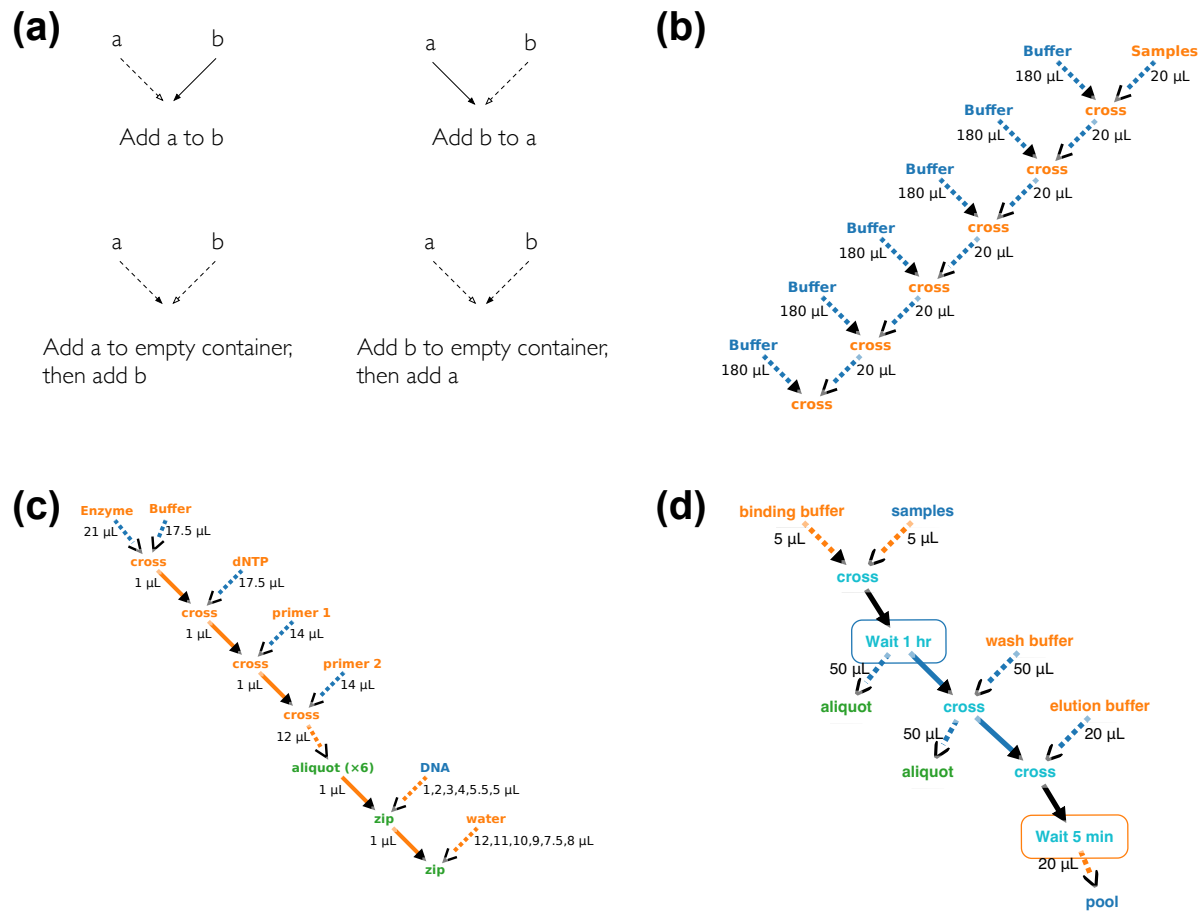 (a)
a b
Add a to b
a b
Add b to a
a b
Add a to empty container,
then add b
a b
Add b to empty container,
then add a
(b)
Buffer Samples
180 µL 20 µL
Buffer cross
180 µL 20 µL
Buffer cross
180 µL 20 µL
Buffer cross
180 µL 20 µL
Buffer cross
180 µL 20 µL
Buffer cross
180 µL 20 µL
cross
(c)
Enzyme Buffer
21 µL 17.5 µL
cross dNTP
1 µL 17.5 µL
cross primer 1
1 µL 14 µL
cross primer 2
1 µL 14 µL
cross
12 µL
aliquot (×6) DNA
1 µL 1,2,3,4,5.5,5 µL
zip water
1 µL 12,11,10,9,7.5,8 µL
zip
(d)
binding buffer samples
5 µL 5 µL
cross
Wait 1 hr wash buffer
50 µL 50 µL
aliquot cross elution buffer
50 µL 20 µL
aliquot cross
Wait 5 min
20 µL
pool